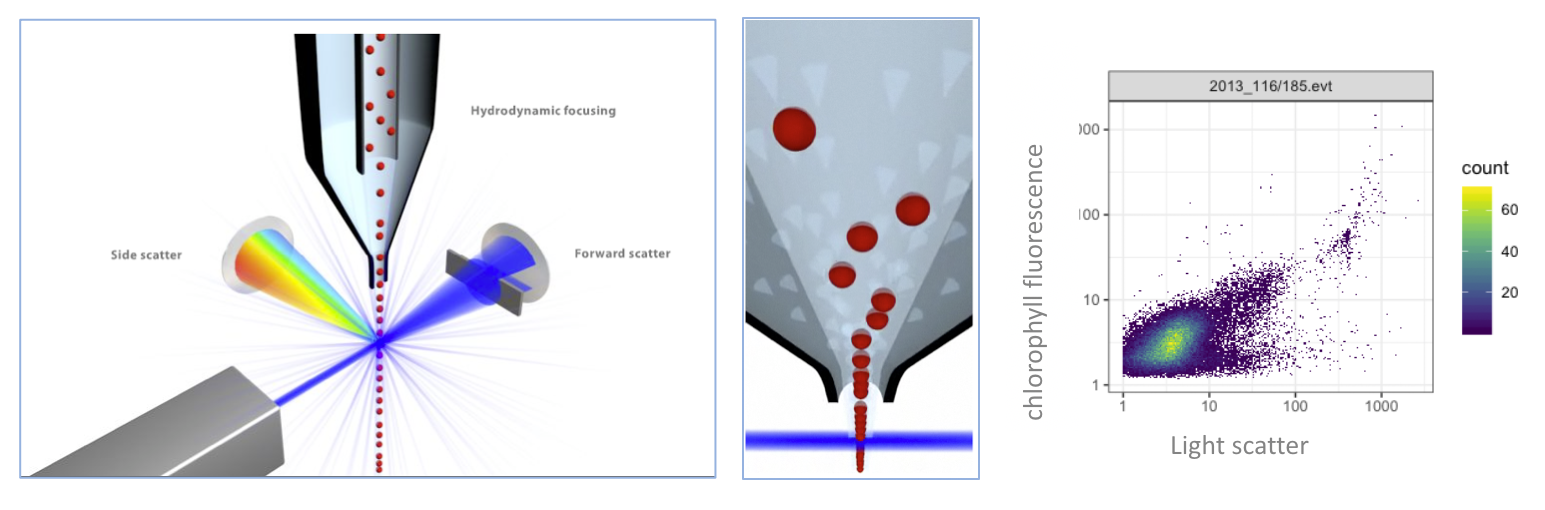 Hydrodynamic focusing
Side scatter
Forward scatter
2013_116/185.evt
chlorophyll fluorescence
000
100
10
1
1
10
100
1000
Light scatter
count
60
40
20